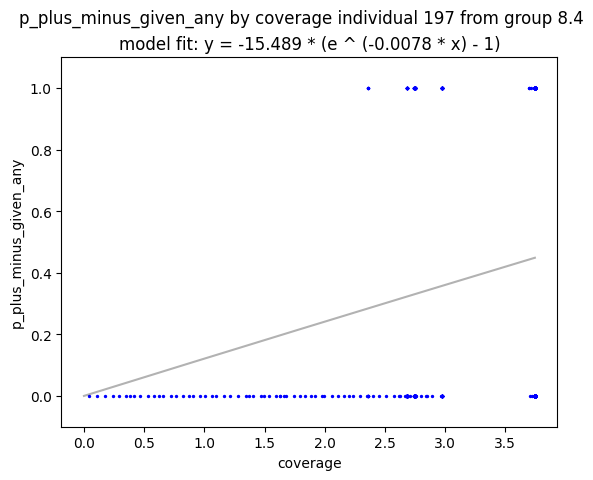 p_plus_minus_given_any by coverage individual 197 from group 8.4
model fit: y = -15.489 * (e ^ (-0.0078 * x) - 1)
1.0
0.8
0.6
0.4
0.2
0.0
p_plus_minus_given_any
0.0 0.5 1.0 1.5 2.0 2.5 3.0 3.5
coverage